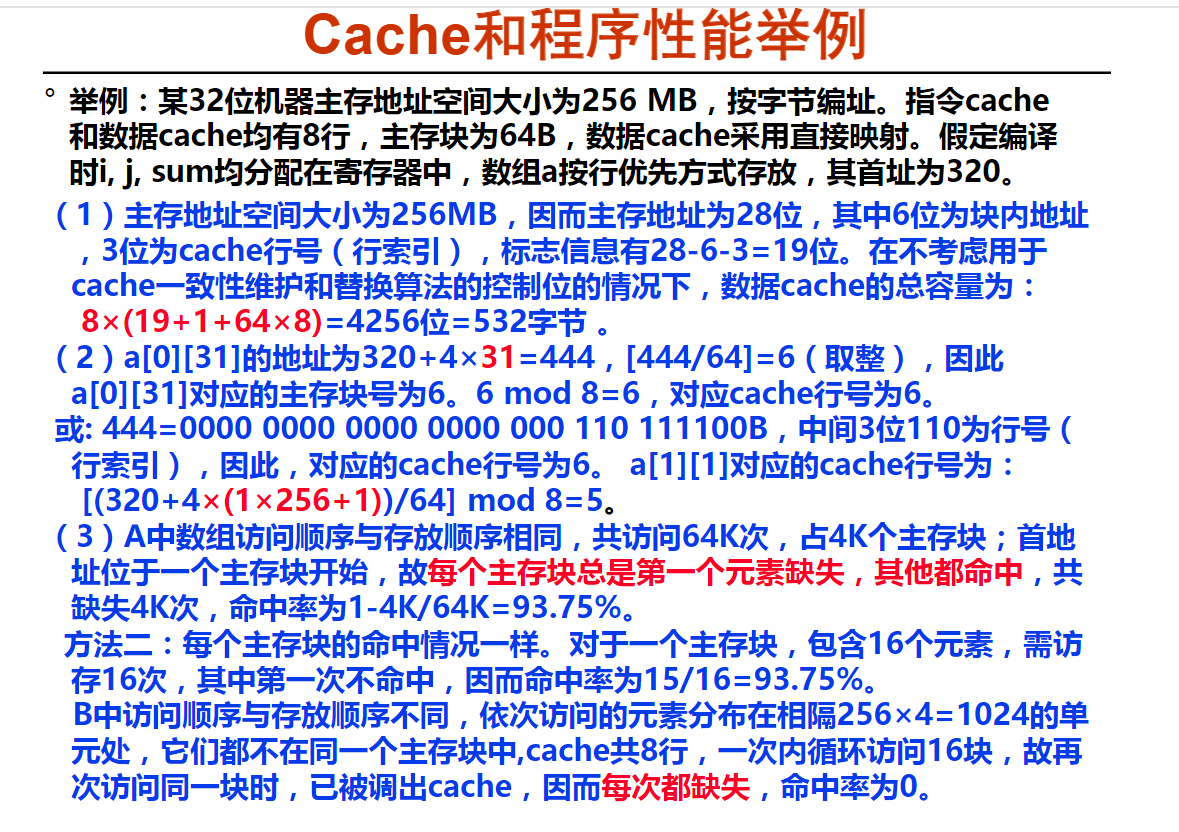 Cache和程序性能举例
° 举例：某32位机器主存地址空间大小为256 MB，按字节编址。指令cache
和数据cache均有8行，主存块为64B，数据cache采用直接映射。假定编译
时i, j, sum均分配在寄存器中，数组a按行优先方式存放，其首址为320。
（1）主存地址空间大小为256MB，因而主存地址为28位，其中6位为块内地址
，3位为cache行号（行索引），标志信息有28-6-3=19位。在不考虑用于
cache一致性维护和替换算法的控制位的情况下，数据cache的总容量为：
8×(19+1+64×8)=4256位=532字节 。
（2）a[0][31]的地址为320+4×31=444，[444/64]=6（取整），因此
a[0][31]对应的主存块号为6。6 mod 8=6，对应cache行号为6。
或: 444=0000 0000 0000 0000 000 110 111100B，中间3位110为行号（
行索引），因此，对应的cache行号为6。 a[1][1]对应的cache行号为：
[(320+4×(1×256+1))/64] mod 8=5。
（3）A中数组访问顺序与存放顺序相同，共访问64K次，占4K个主存块；首地
址位于一个主存块开始，故每个主存块总是第一个元素缺失，其他都命中，共
缺失4K次，命中率为1-4K/64K=93.75%。
方法二：每个主存块的命中情况一样。对于一个主存块，包含16个元素，需访
存16次，其中第一次不命中，因而命中率为15/16=93.75%。
B中访问顺序与存放顺序不同，依次访问的元素分布在相隔256×4=1024的单
元处，它们都不在同一个主存块中,cache共8行，一次内循环访问16块，故再
次访问同一块时，已被调出cache，因而每次都缺失，命中率为0。